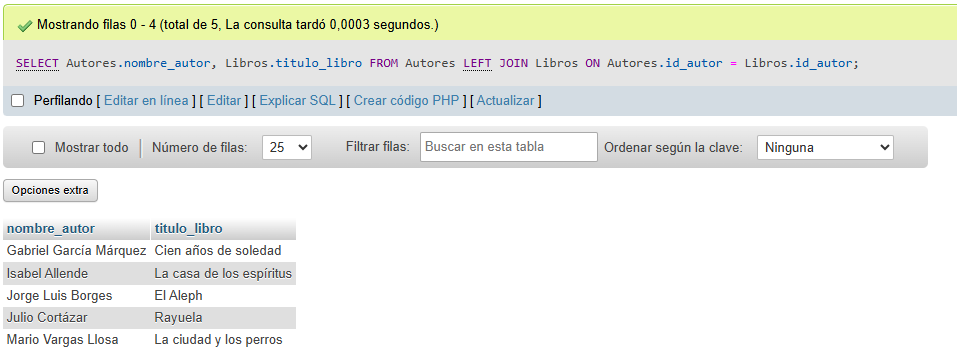 Mostrando filas 0 - 4 (total de 5, La consulta tardó 0,0003 segundos.)
SELECT Autores.nombre_autor, Libros.titulo_libro FROM Autores LEFT JOIN Libros ON Autores.id_autor = Libros.id_autor;
Perfilando [ Editar en línea ] [ Editar ] [ Explicar SQL ] [ Crear código PHP ] [ Actualizar ]
Mostrar todo Número de filas: 25 Filtrar filas: Buscar en esta tabla Ordenar según la clave: Ninguna
Opciones extra
nombre_autor titulo_libro
Gabriel García Márquez Cien años de soledad
Isabel Allende La casa de los espíritus
Jorge Luis Borges El Aleph
Julio Cortázar Rayuela
Mario Vargas Llosa La ciudad y los perros